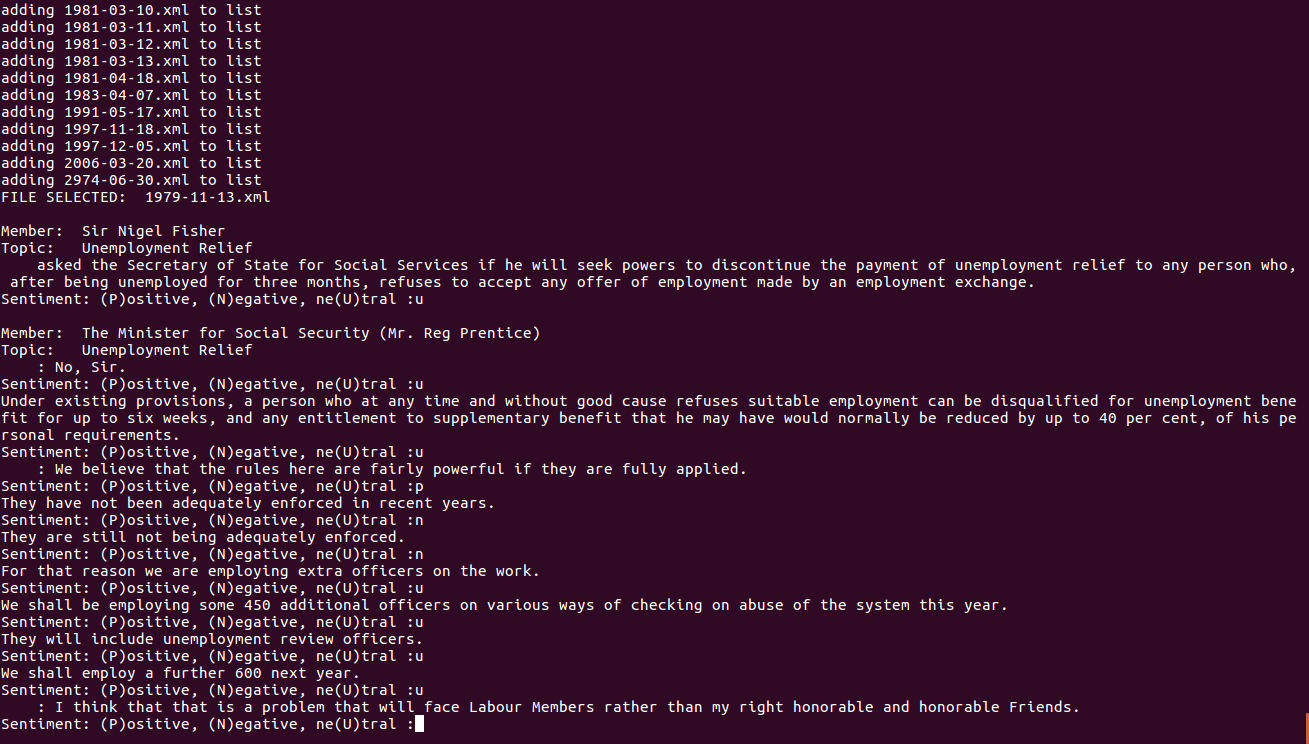 adding 1981-03-10.xml to list
adding 1981-03-11.xml to list
adding 1981-03-12.xml to list
adding 1981-03-13.xml to list
adding 1981-04-18.xml to list
adding 1983-04-07.xml to list
adding 1991-05-17.xml to list
adding 1997-11-18.xml to list
adding 1997-12-05.xml to list
adding 2006-03-20.xml to list
adding 2974-06-30.xml to list
FILE SELECTED:  1979-11-13.xml
Member:  Sir Nigel Fisher
Topic:   Unemployment Relief
    asked the Secretary of State for Social Services if he will seek powers to discontinue the payment of unemployment relief to any person who,
 after being unemployed for three months, refuses to accept any offer of employment made by an employment exchange.
Sentiment: (P)ositive, (N)egative, ne(U)tral :u
Member:  The Minister for Social Security (Mr. Reg Prentice)
Topic:   Unemployment Relief
    : No, Sir.
Sentiment: (P)ositive, (N)egative, ne(U)tral :u
Under existing provisions, a person who at any time and without good cause refuses suitable employment can be disqualified for unemployment bene
fit for up to six weeks, and any entitlement to supplementary benefit that he may have would normally be reduced by up to 40 per cent, of his pe
rsonal requirements.
Sentiment: (P)ositive, (N)egative, ne(U)tral :u
    : We believe that the rules here are fairly powerful if they are fully applied.
Sentiment: (P)ositive, (N)egative, ne(U)tral :p
They have not been adequately enforced in recent years.
Sentiment: (P)ositive, (N)egative, ne(U)tral :n
They are still not being adequately enforced.
Sentiment: (P)ositive, (N)egative, ne(U)tral :n
For that reason we are employing extra officers on the work.
Sentiment: (P)ositive, (N)egative, ne(U)tral :u
We shall be employing some 450 additional officers on various ways of checking on abuse of the system this year.
Sentiment: (P)ositive, (N)egative, ne(U)tral :u
They will include unemployment review officers.
Sentiment: (P)ositive, (N)egative, ne(U)tral :u
We shall employ a further 600 next year.
Sentiment: (P)ositive, (N)egative, ne(U)tral :u
    : I think that that is a problem that will face Labour Members rather than my right honorable and honorable Friends.
Sentiment: (P)ositive, (N)egative, ne(U)tral :